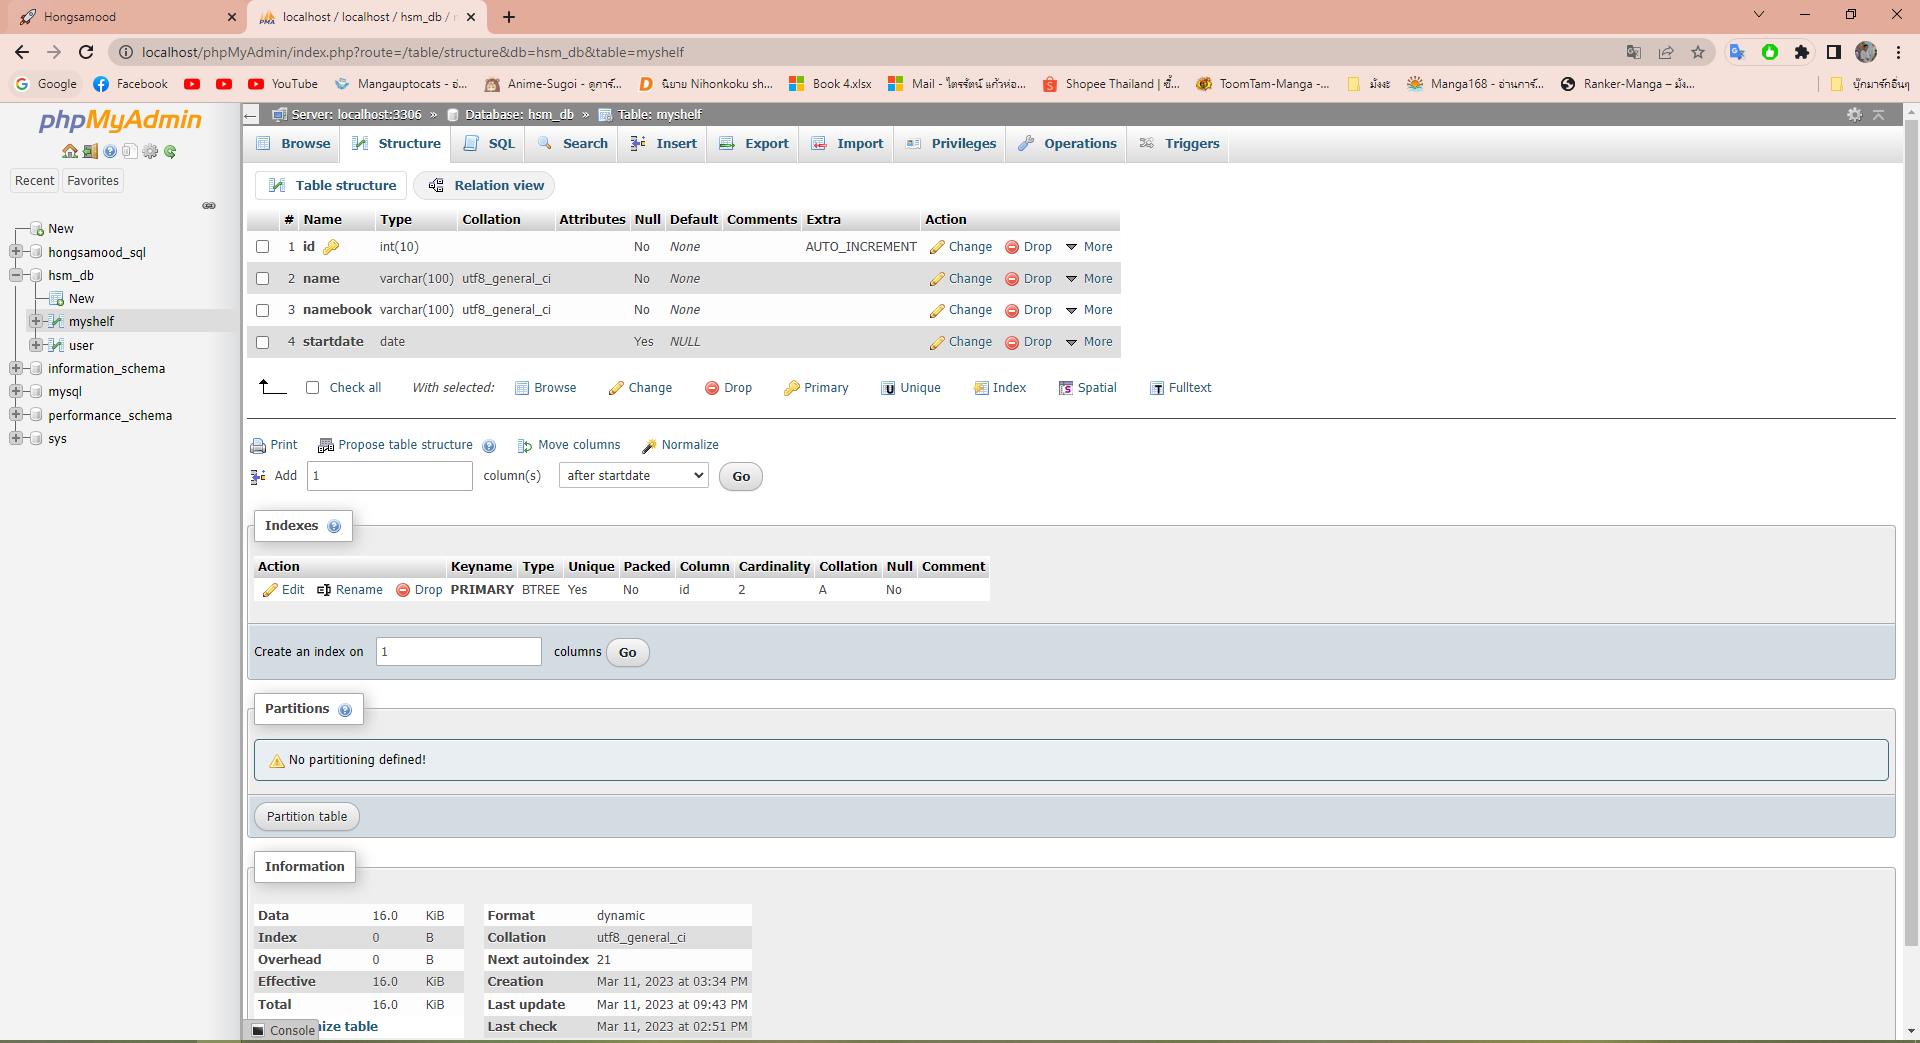 Hongsamood
localhost / localhost / hsm_db /
localhost/phpMyAdmin/index.php?route=/table/structure&db=hsm_db&table=myshelf
Google Facebook YouTube Mangauptocats - อ่... Anime-Sugoi - ดูการ์... นิยาย Nihonkoku sh... Book 4.xlsx Mail - ไตรรัตน์ แก้วห่อ... Shopee Thailand | ซื้... ToomTam-Manga -... มังงะ Manga168 - อ่านการ์... Ranker-Manga – มัง... บุ๊กมาร์กอื่นๆ
phpMyAdmin
Recent Favorites
New
hongsamood_sql
hsm_db
New
myshelf
user
information_schema
mysql
performance_schema
sys
Server: localhost:3306 » Database: hsm_db » Table: myshelf
Browse Structure SQL Search Insert Export Import Privileges Operations Triggers
Table structure Relation view
# Name Type Collation Attributes Null Default Comments Extra Action
1 id int(10) No None AUTO_INCREMENT Change Drop More
2 name varchar(100) utf8_general_ci No None Change Drop More
3 namebook varchar(100) utf8_general_ci No None Change Drop More
4 startdate date Yes NULL Change Drop More
Check all With selected: Browse Change Drop Primary Unique Index Spatial Fulltext
Print Propose table structure Move columns Normalize
Add 1 column(s) after startdate Go
Indexes
Action Keyname Type Unique Packed Column Cardinality Collation Null Comment
Edit Rename Drop PRIMARY BTREE Yes No id 2 A No
Create an index on 1 columns Go
Partitions
No partitioning defined!
Partition table
Information
Data 16.0 KiB
Index 0 B
Overhead 0 B
Effective 16.0 KiB
Total 16.0 KiB
ize table
Format dynamic
Collation utf8_general_ci
Next autoindex 21
Creation Mar 11, 2023 at 03:34 PM
Last update Mar 11, 2023 at 09:43 PM
Last check Mar 11, 2023 at 02:51 PM
Console